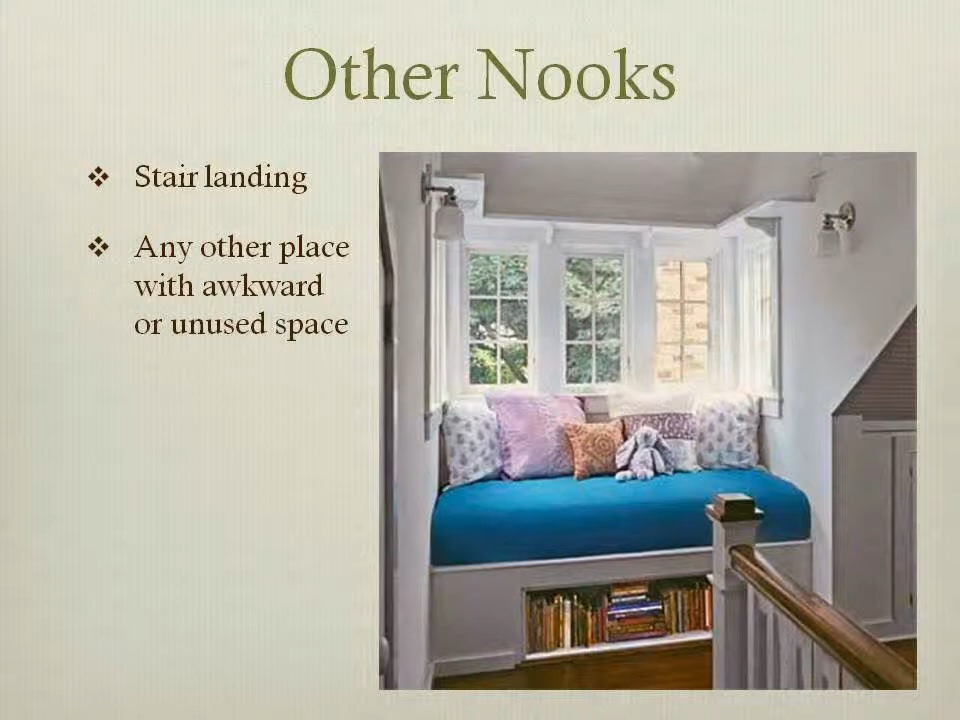 Other Nooks
Stair landing
Any other place
with awkward
or unused space